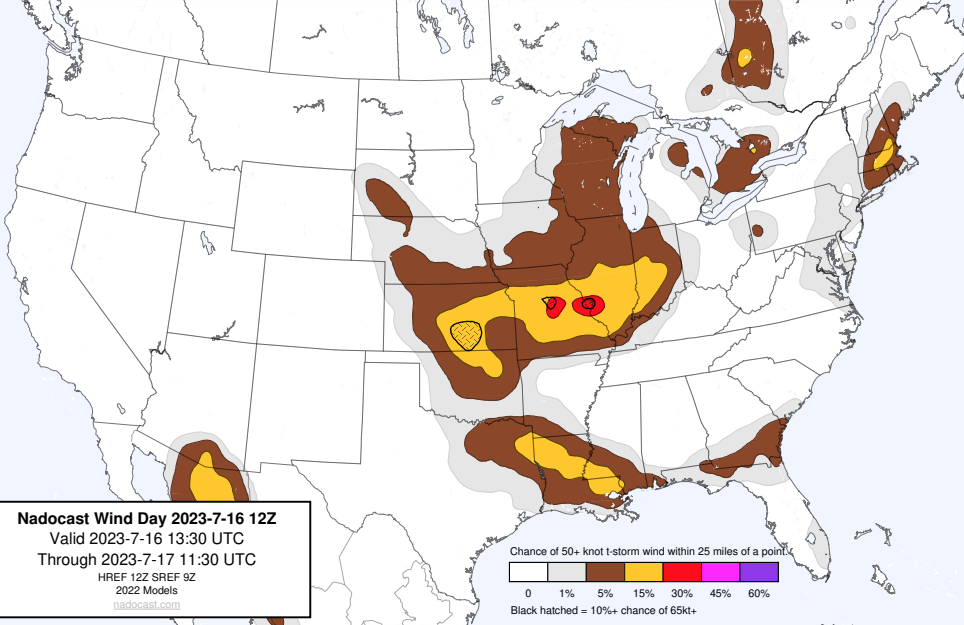 Nadocast Wind Day 2023-7-16 12Z
Valid 2023-7-16 13:30 UTC
Through 2023-7-17 11:30 UTC
HREF 12Z SREF 9Z
2022 Models
nadocast.com
Chance of 50+ knot t-storm wind within 25 miles of a point.
0 1% 5% 15% 30% 45% 60%
Black hatched = 10%+ chance of 65kt+